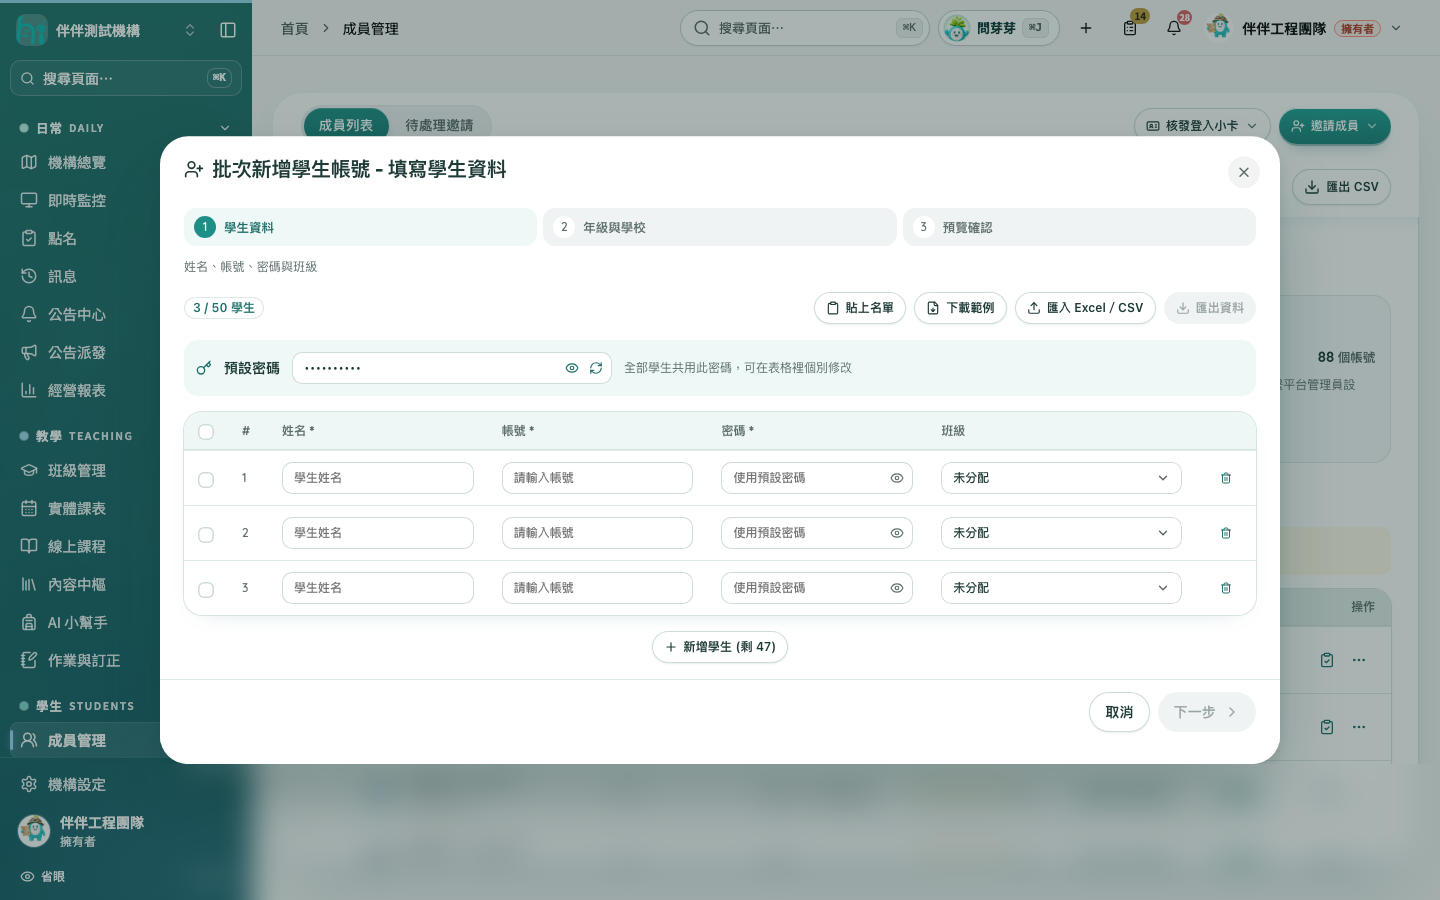 伴伴測試機構
首頁
成員管理
搜尋頁面⋯
⌘K
問芽芽
⌘J
14
28
伴伴工程團隊
擁有者
搜尋頁面⋯
⌘K
日常 DAILY
機構總覽
即時監控
點名
訊息
公告中心
公告派發
經營報表
教學 TEACHING
班級管理
實體課表
線上課程
內容中樞
AI 小幫手
作業與訂正
學生 STUDENTS
成員管理
機構設定
伴伴工程團隊
擁有者
省眼
成員列表
待處理邀請
核發登入小卡
邀請成員
匯出 CSV
88 個帳號
平台管理員設
操作
批次新增學生帳號 - 填寫學生資料
1 學生資料
2 年級與學校
3 預覽確認
姓名、帳號、密碼與班級
3 / 50 學生
貼上名單
下載範例
匯入 Excel / CSV
匯出資料
預設密碼
••••••••••
全部學生共用此密碼，可在表格裡個別修改
# 姓名 * 帳號 * 密碼 * 班級
1 學生姓名 請輸入帳號 使用預設密碼 未分配
2 學生姓名 請輸入帳號 使用預設密碼 未分配
3 學生姓名 請輸入帳號 使用預設密碼 未分配
新增學生 (剩 47)
取消
下一步